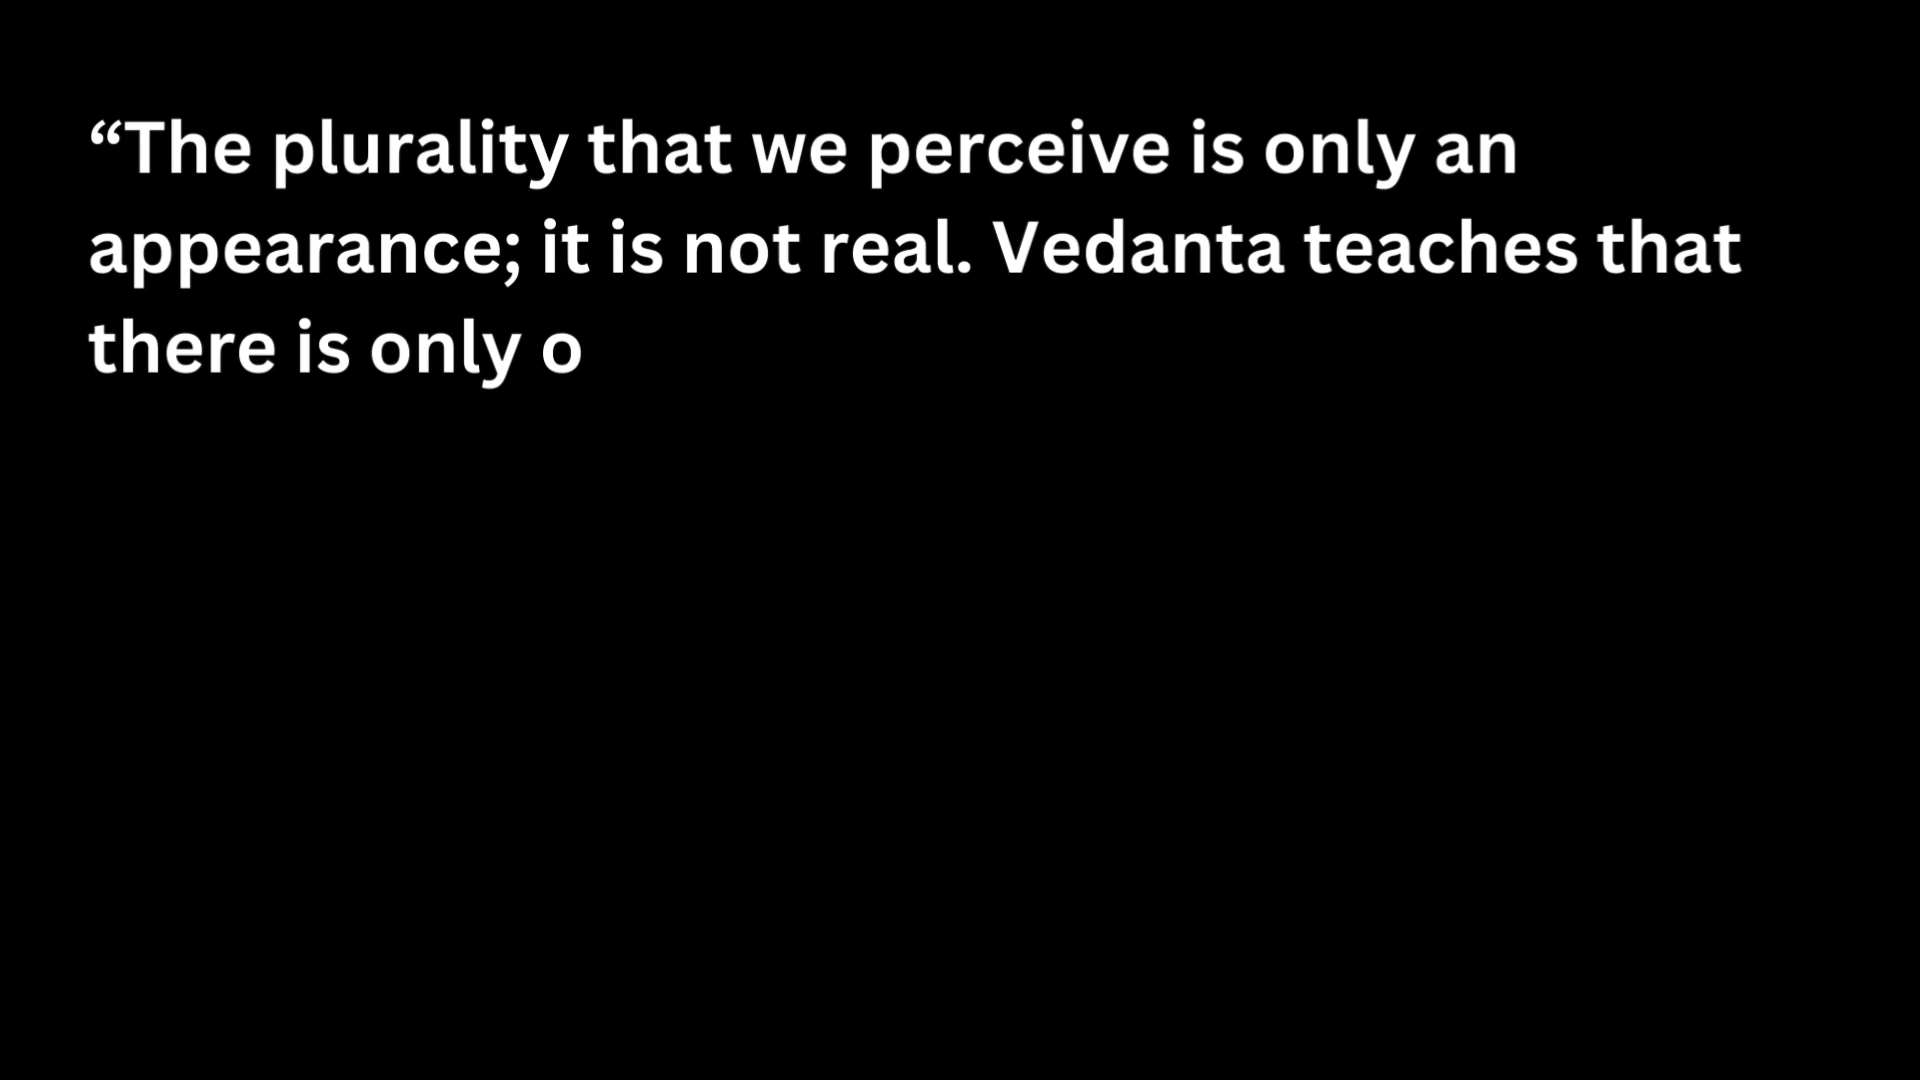 “The plurality that we perceive is only an
appearance; it is not real. Vedanta teaches that
there is only o